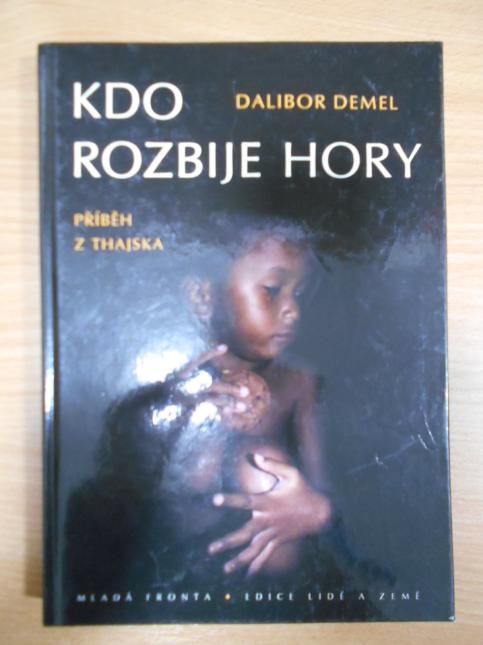 KDO
DALIBOR DEMEL
ROZBIJE HORY
PŘÍBĚH
Z THAJSKA
MLADÁ FRONTA • EDICE LIDÉ A ZEMĚ